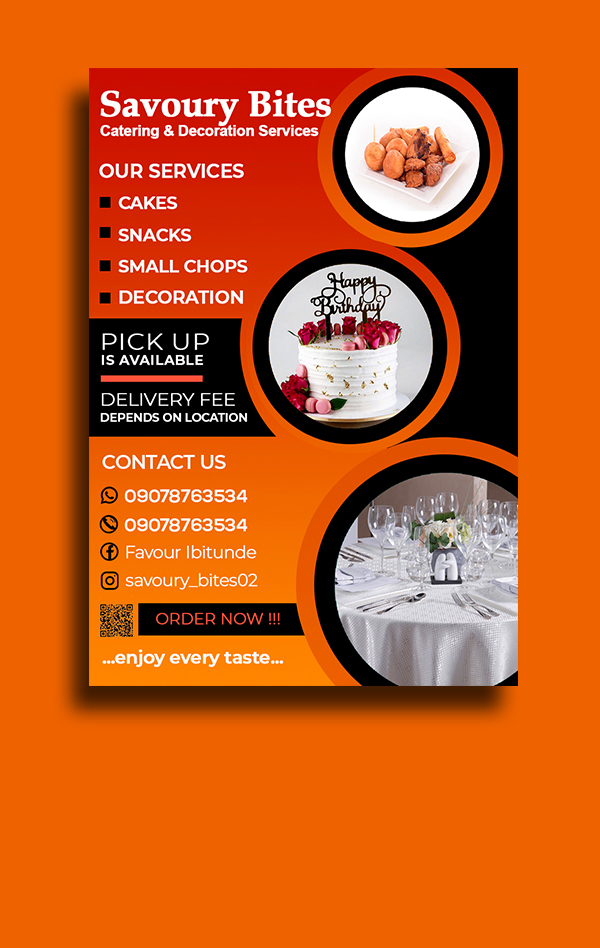 Savoury Bites
Catering & Decoration Services
OUR SERVICES
CAKES
SNACKS
SMALL CHOPS
DECORATION
Happy
Birthday
PICK UP
IS AVAILABLE
DELIVERY FEE
DEPENDS ON LOCATION
CONTACT US
09078763534
09078763534
Favour Ibitunde
savoury_bites02
ORDER NOW !!!
...enjoy every taste...